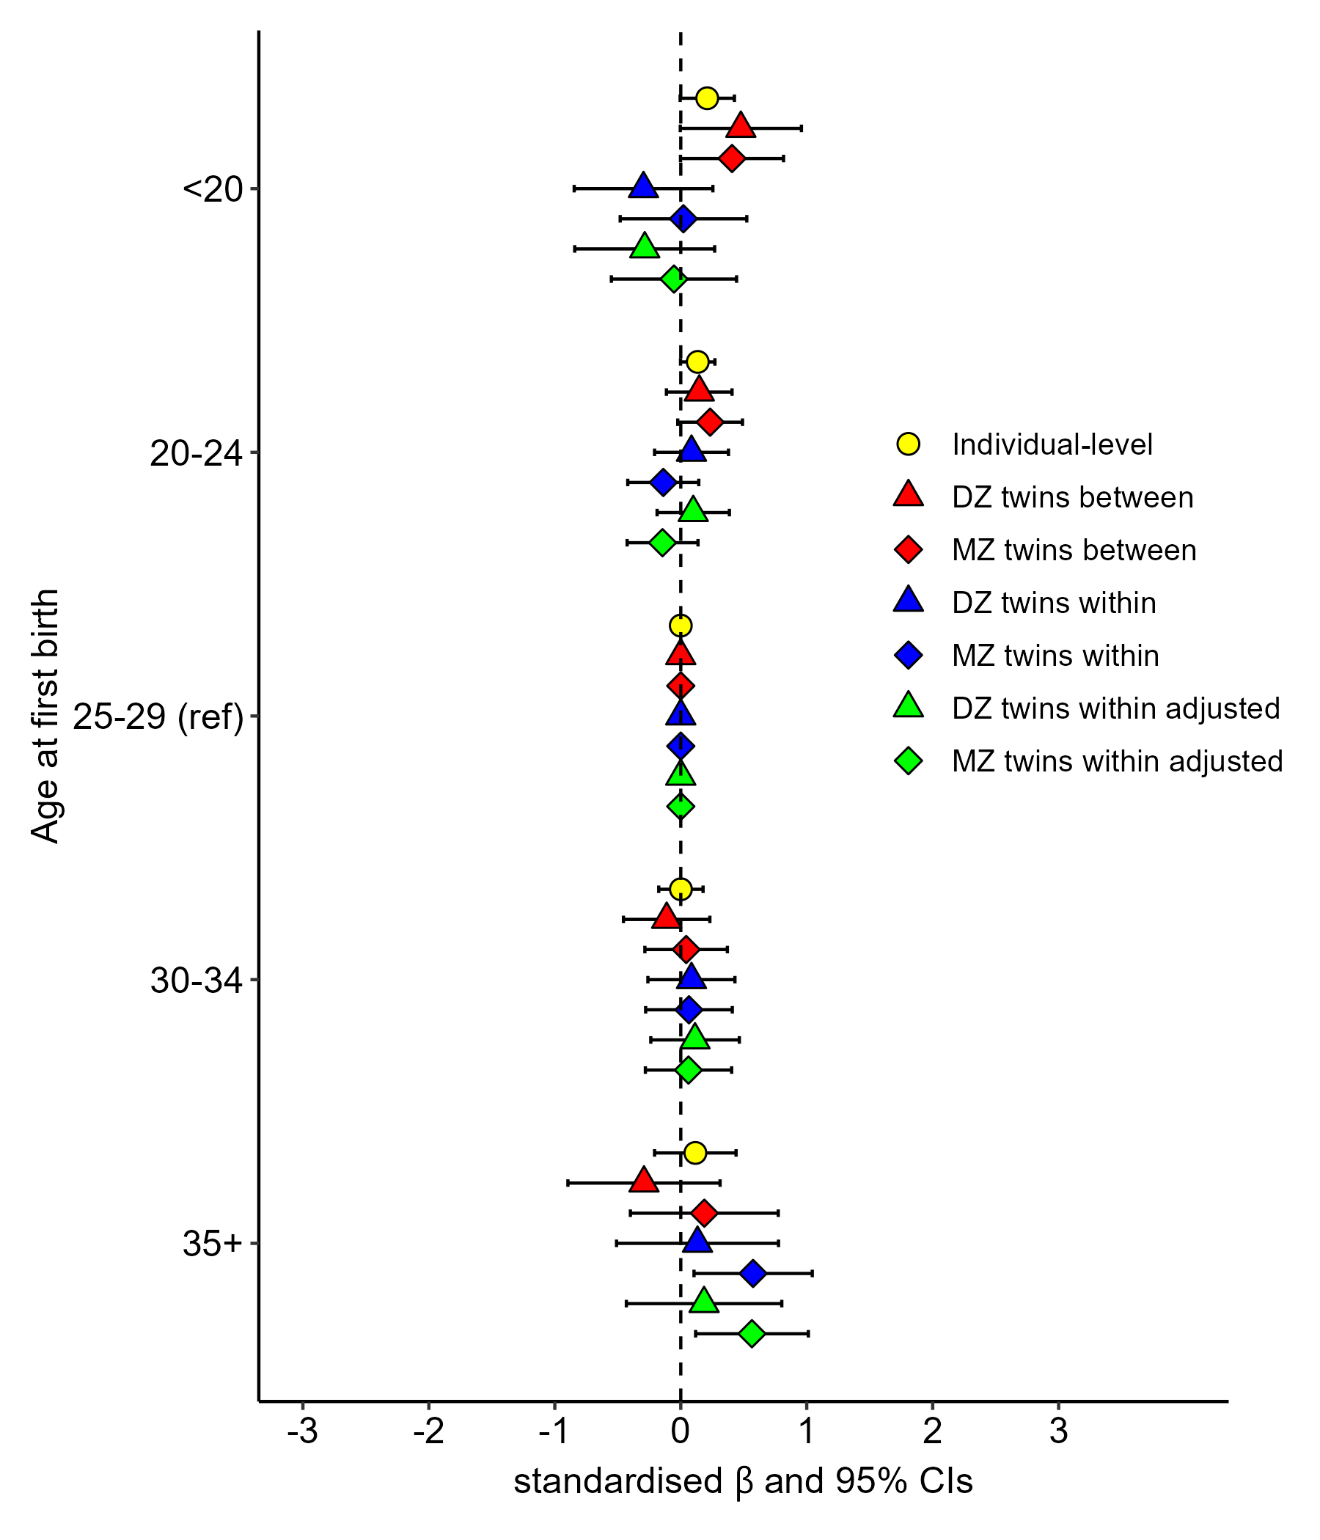 <20
20-24
25-29 (ref)
30-34
35+
Age at first birth
Individual-level
DZ twins between
MZ twins between
DZ twins within
MZ twins within
DZ twins within adjusted
MZ twins within adjusted
-3 -2 -1 0 1 2 3
standardised β and 95% CIs